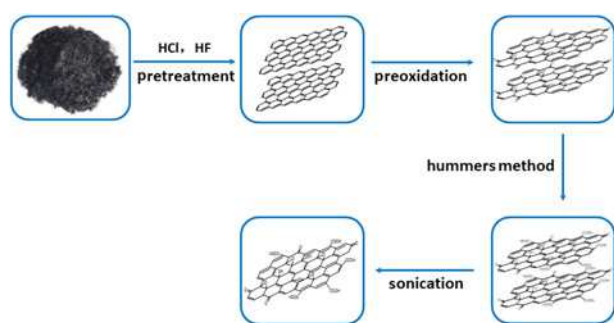 HCl， HF
pretreatment
preoxidation
hummers method
sonication